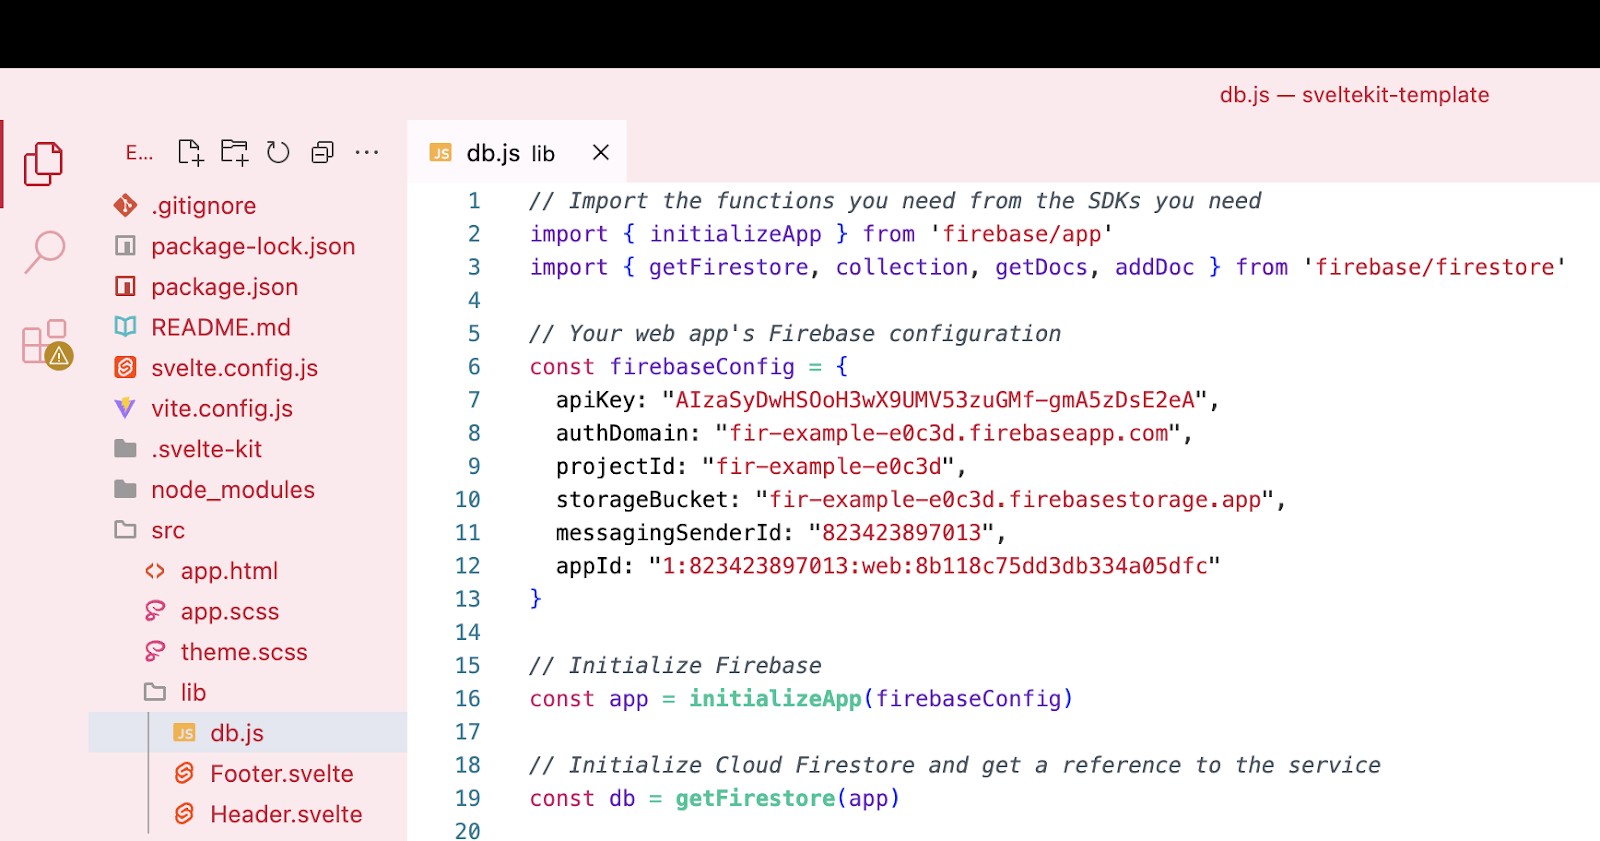 db.js — sveltekit-template
E...
JS db.js lib
.gitignore
package-lock.json
package.json
README.md
svelte.config.js
vite.config.js
.svelte-kit
node_modules
src
app.html
app.scss
theme.scss
lib
JS db.js
Footer.svelte
Header.svelte
1 // Import the functions you need from the SDKs you need
2 import { initializeApp } from 'firebase/app'
3 import { getFirestore, collection, getDocs, addDoc } from 'firebase/firestore'
4
5 // Your web app's Firebase configuration
6 const firebaseConfig = {
7 apiKey: "AIzaSyDwHSOoH3wX9UMV53zuGMf-gmA5zDsE2eA",
8 authDomain: "fir-example-e0c3d.firebaseapp.com",
9 projectId: "fir-example-e0c3d",
10 storageBucket: "fir-example-e0c3d.firebasestorage.app",
11 messagingSenderId: "823423897013",
12 appId: "1:823423897013:web:8b118c75dd3db334a05dfc"
13 }
14
15 // Initialize Firebase
16 const app = initializeApp(firebaseConfig)
17
18 // Initialize Cloud Firestore and get a reference to the service
19 const db = getFirestore(app)
20